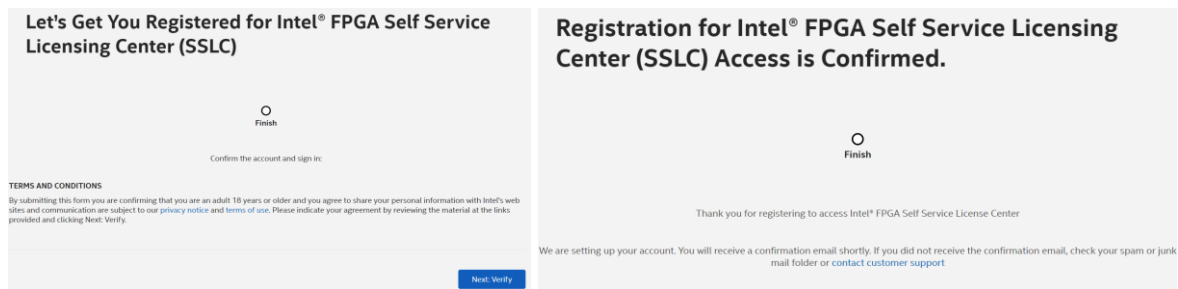 Let's Get You Registered for Intel® FPGA Self Service
Licensing Center (SSLC)
Finish
Confirm the account and sign in:
TERMS AND CONDITIONS
By submitting this form you are confirming that you are an adult 18 years or older and you agree to share your personal information with Intel's web
sites and communication are subject to our privacy notice and terms of use. Please indicate your agreement by reviewing the material at the links
provided and clicking Next: Verify.
Next: Verify
Registration for Intel® FPGA Self Service Licensing
Center (SSLC) Access is Confirmed.
Finish
Thank you for registering to access Intel® FPGA Self Service License Center
We are setting up your account. You will receive a confirmation email shortly. If you did not receive the confirmation email, check your spam or junk
mail folder or contact customer support